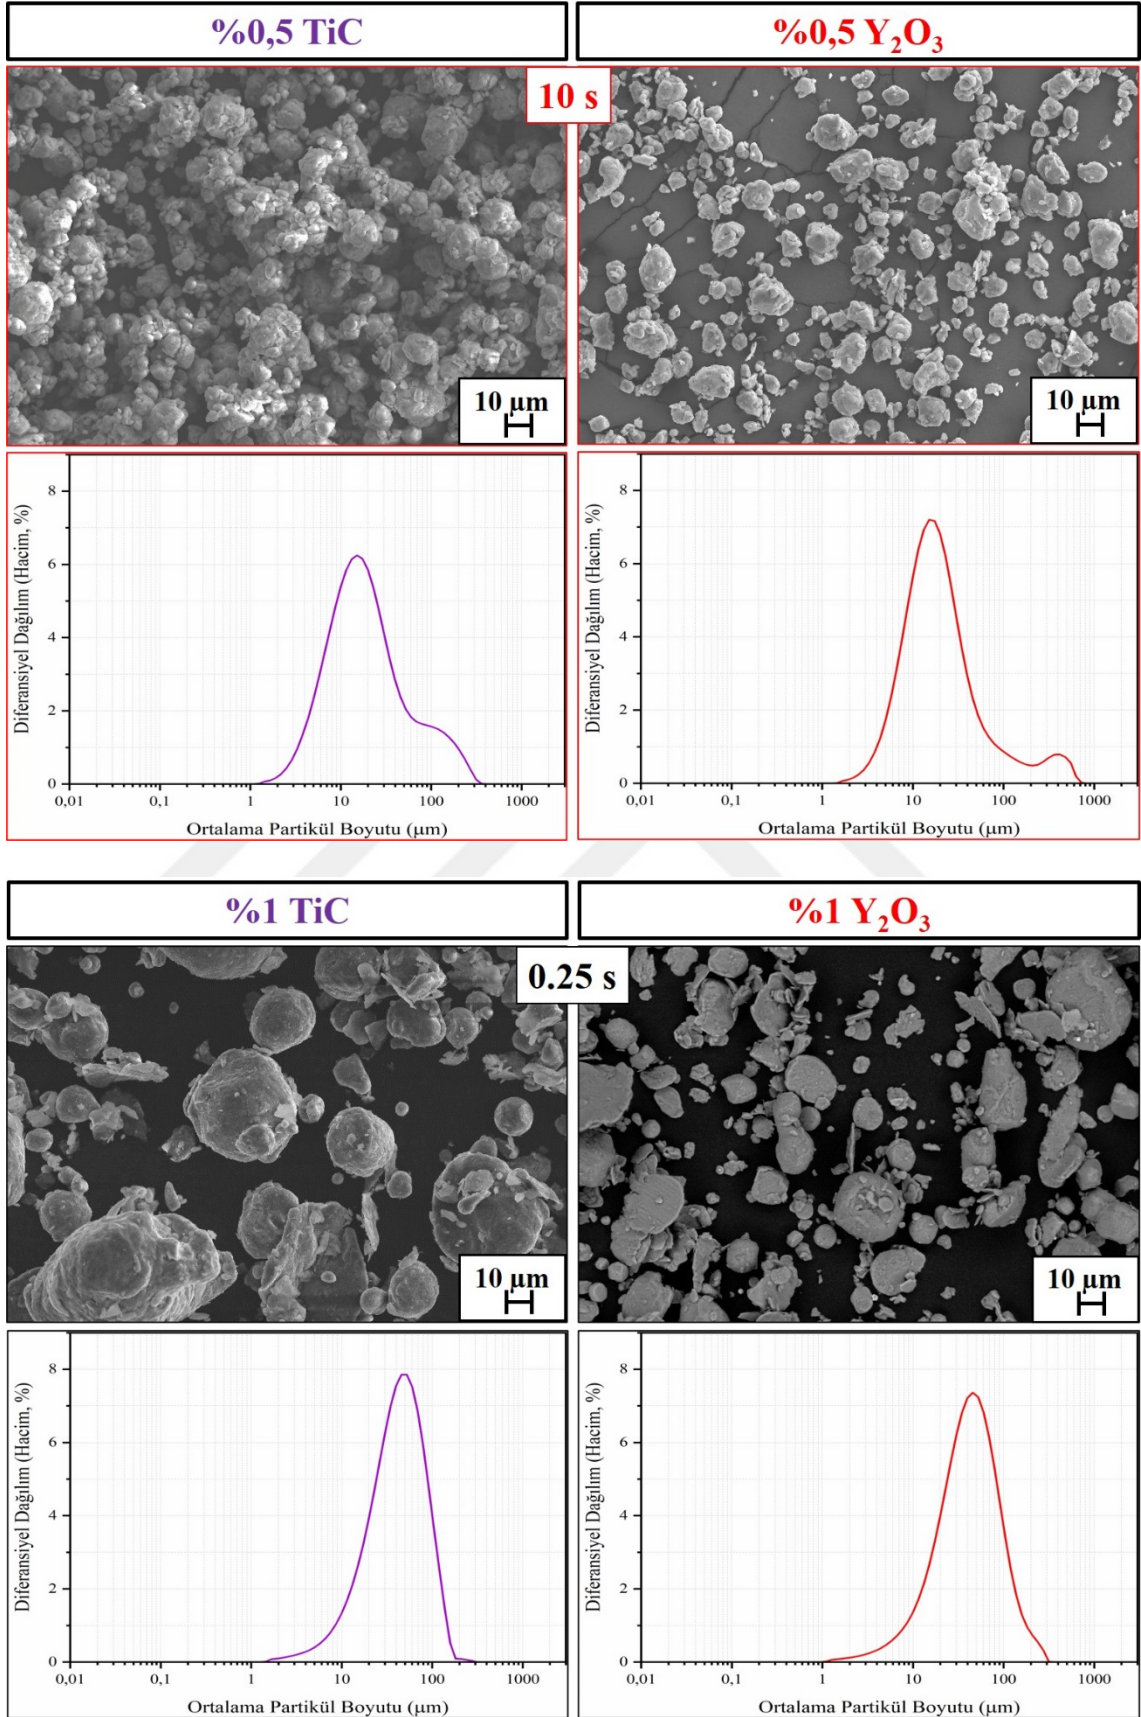 %0,5 TiC
%0,5 Y₂O₃
10 s
10 µm
10 µm
Diferansiyel Dağılım (Hacim, %)
8
6
4
2
0
0,01 0,1 1 10 100 1000
Ortalama Partikül Boyutu (µm)
Diferansiyel Dağılım (Hacim, %)
8
6
4
2
0
0,01 0,1 1 10 100 1000
Ortalama Partikül Boyutu (µm)
%1 TiC
%1 Y₂O₃
0.25 s
10 µm
10 µm
Diferansiyel Dağılım (Hacim, %)
8
6
4
2
0
0,01 0,1 1 10 100 1000
Ortalama Partikül Boyutu (µm)
Diferansiyel Dağılım (Hacim, %)
8
6
4
2
0
0,01 0,1 1 10 100 1000
Ortalama Partikül Boyutu (µm)